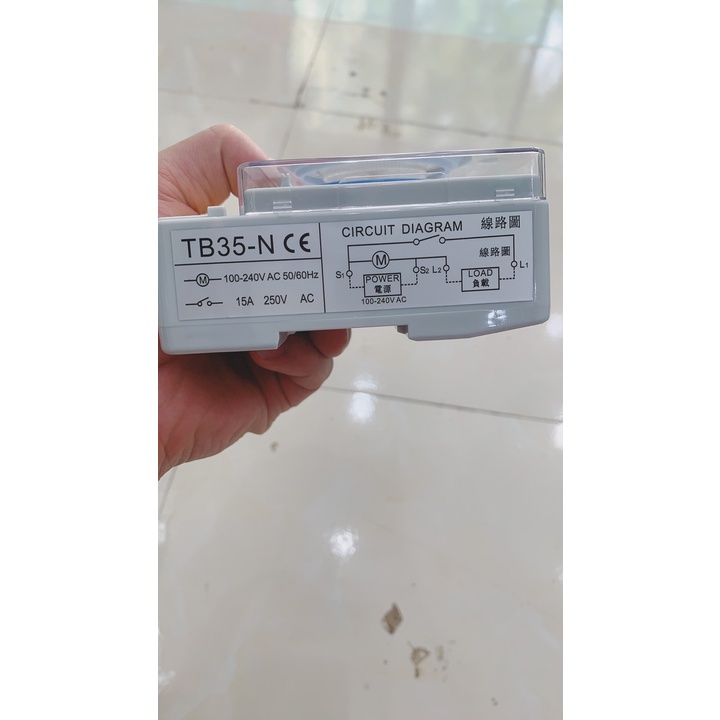 TB35-N CE
M 100-240V AC 50/60Hz
15A 250V AC
CIRCUIT DIAGRAM 線路圖
線路圖
M
S1 POWER S2 L2 LOAD L1
電源 負載
100-240V AC